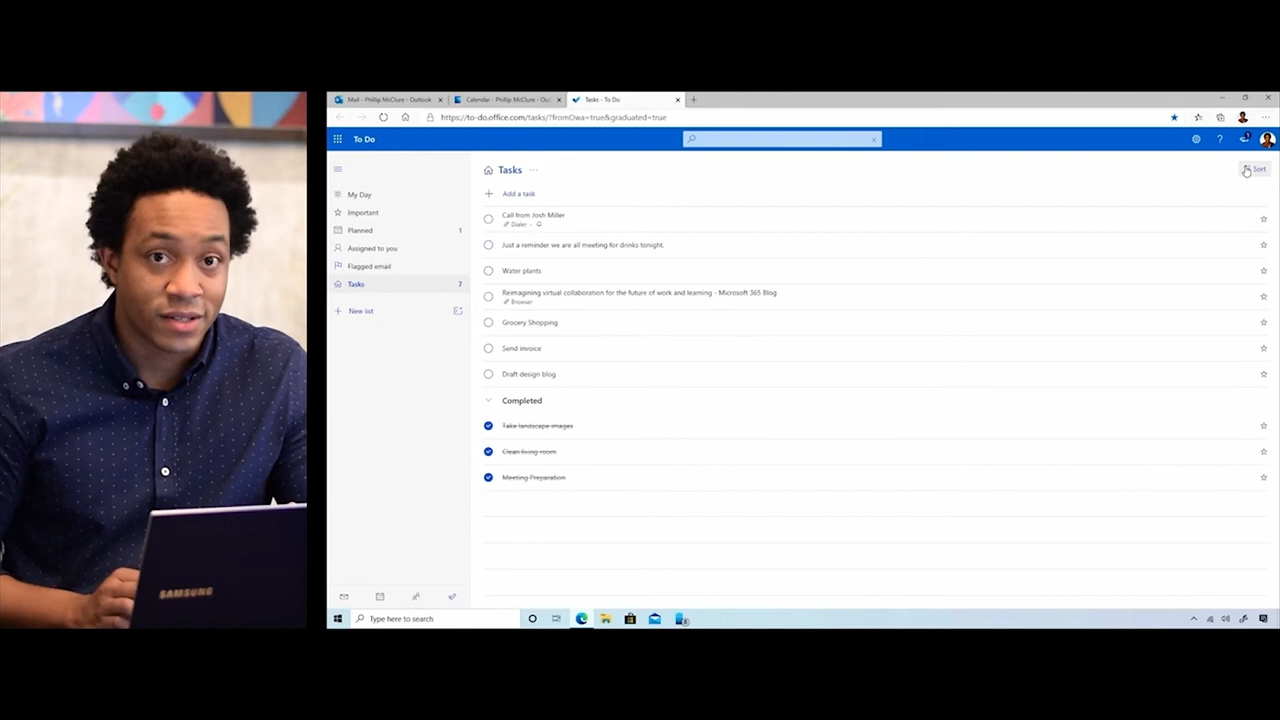 SAMSUNG
Mail - Phillip McClure - Outlook
Calendar - Phillip McClure - Out
Tasks - To Do
https://to-do.office.com/tasks/?fromOwa=true&graduated=true
To Do
Tasks
Sort
My Day
Important
Planned 1
Assigned to you
Flagged email
Tasks 7
New list
Add a task
Call from Josh Miller
Dialer
Just a reminder we are all meeting for drinks tonight.
Water plants
Reimagining virtual collaboration for the future of work and learning - Microsoft 365 Blog
Browser
Grocery Shopping
Send invoice
Draft design blog
Completed
Take landscape images
Clean living room
Meeting Preparation
Type here to search